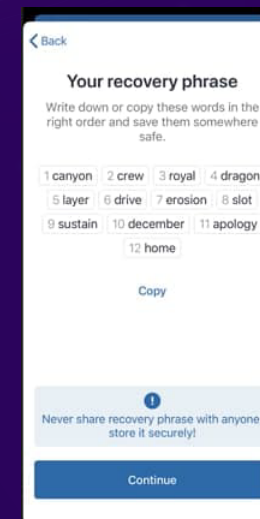 Back
Your recovery phrase
Write down or copy these words in the
right order and save them somewhere
safe.
1 canyon 2 crew 3 royal 4 dragon
5 layer 6 drive 7 erosion 8 slot
9 sustain 10 december 11 apology
12 home
Copy
Never share recovery phrase with anyone
store it securely!
Continue